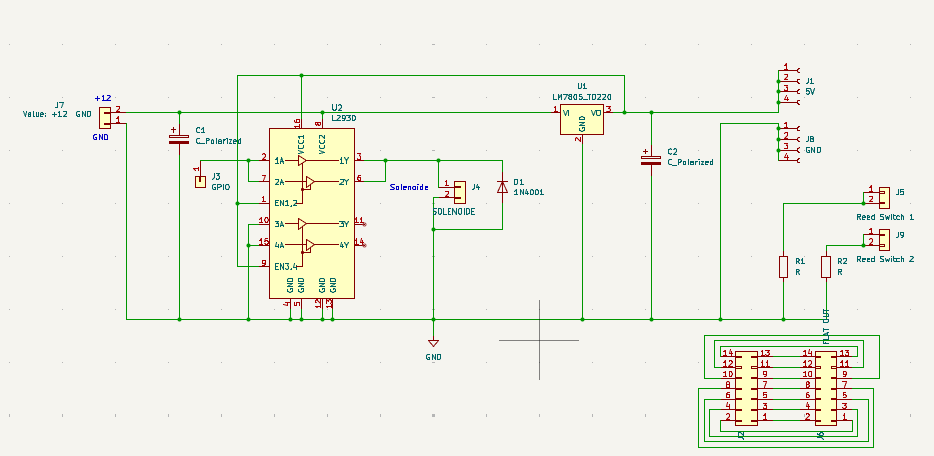 J7
Value: +12 GND
+12
2
1
GND
+
C1
C_Polarized
1
J3
GPIO
U2
L293D
16
8
VCC1
VCC2
2
1A
1Y
3
7
2A
2Y
6
1
EN1,2
10
3A
3Y
11
15
4A
4Y
14
9
EN3,4
GND
GND
GND
GND
4
5
12
13
Solenoide
1
2
J4
SOLENOIDE
D1
1N4001
GND
U1
LM7805_TO220
1
VI
VO
3
GND
2
+
C2
C_Polarized
1
2
3
4
J1
5V
1
2
3
4
J8
GND
1
2
J5
Reed Switch 1
1
2
J9
Reed Switch 2
R1
R
R2
R
FLAT OUT
14 13 14 13
12 11 12 11
10 9 10 9
8 7 8 7
6 5 6 5
4 3 4 3
2 1 2 1
J2
J6